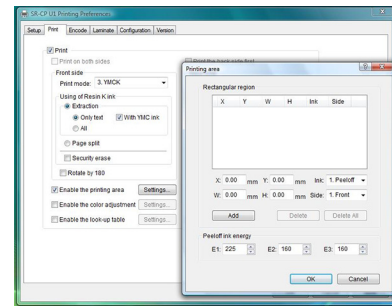 SR-CP U1 Printing Preferences
Setup Print Encode Laminate Configuration Version
Print
Print on both sides
Front side
Print mode: 3. YMCK
Using of Resin K ink
Extraction
Only text With YMC ink
All
Page split
Security erase
Rotate by 180
Enable the printing area Settings...
Enable the color adjustment Settings...
Enable the look-up table Settings...
Printing area
Rectangular region
X Y W H Ink Side
X: 0.00 mm Y: 0.00 mm Ink: 1. Peeloff
W: 0.00 mm H: 0.00 mm Side: 1. Front
Add Delete Delete All
Peeloff ink energy
E1: 225 E2: 160 E3: 160
OK Cancel